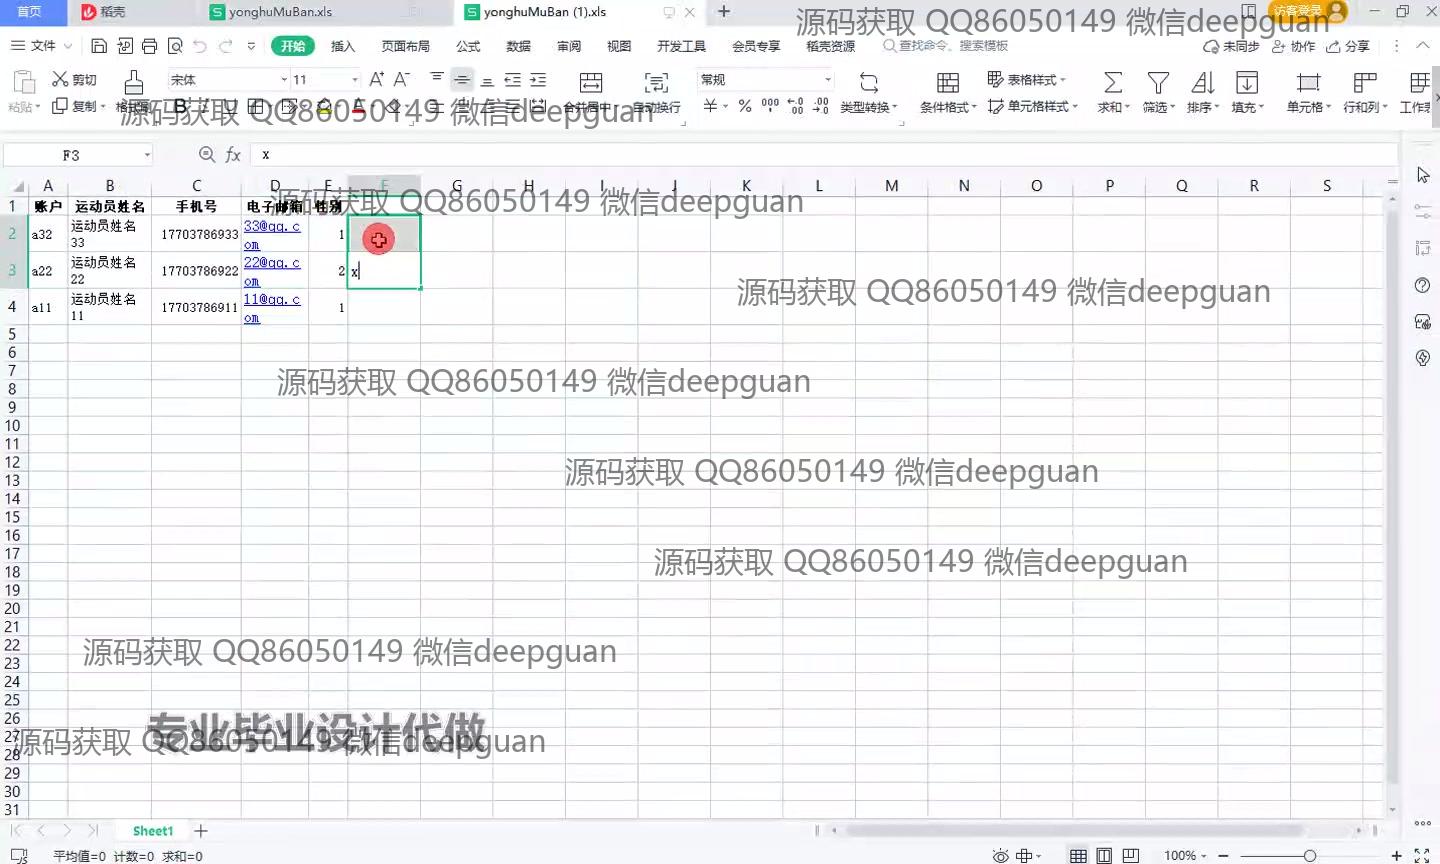 首页 稻壳 yonghuMuBan.xls yonghuMuBan (1).xls 访客登录
源码获取 QQ86050149 微信deepguan
文件 开始 插入 页面布局 公式 数据 审阅 视图 开发工具 会员专享 稻壳资源 查找命令、搜索模板 未同步 协作 分享
剪切 宋体 11 常规 表格样式
粘贴 复制 格式刷 合并居中 自动换行 类型转换 条件格式 单元格样式 求和 筛选 排序 填充 单元格 行和列 工作表
源码获取 QQ86050149 微信deepguan
F3 fx x
A B C D E F G H I J K L M N O P Q R S
源码获取 QQ86050149 微信deepguan
1 账户 运动员姓名 手机号 电子邮箱 性别
2 a32 运动员姓名33 17703786933 33@qq.com 1
3 a22 运动员姓名22 17703786922 22@qq.com 2 x
源码获取 QQ86050149 微信deepguan
4 a11 运动员姓名11 17703786911 11@qq.com 1
5
6
7
源码获取 QQ86050149 微信deepguan
8
9
10
11
12
源码获取 QQ86050149 微信deepguan
13
14
15
16
17
源码获取 QQ86050149 微信deepguan
18
19
20
21
22
源码获取 QQ86050149 微信deepguan
23
24
25
26
专业毕业设计代做
27
源码获取 QQ86050149 微信deepguan
28
29
30
31
Sheet1
平均值=0 计数=0 求和=0 100%